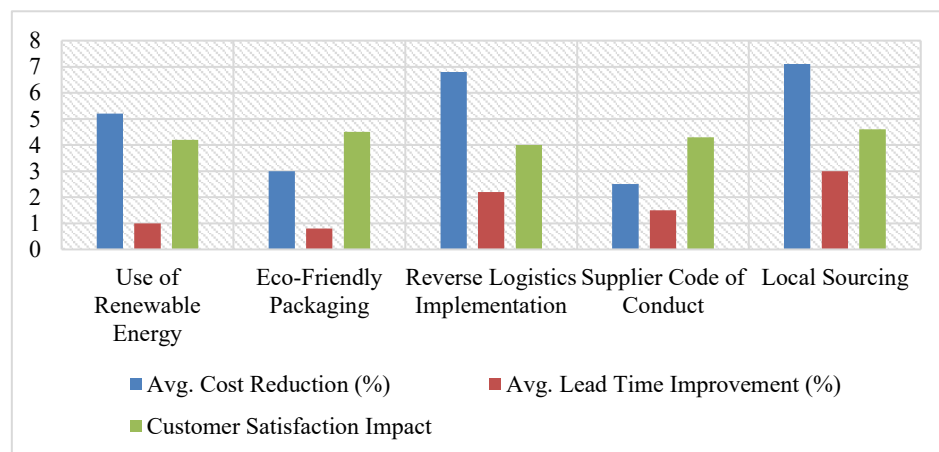 8
7
6
5
4
3
2
1
0
Use of
Renewable
Energy
Eco-Friendly
Packaging
Reverse Logistics
Implementation
Supplier Code of
Conduct
Local Sourcing
Avg. Cost Reduction (%)
Avg. Lead Time Improvement (%)
Customer Satisfaction Impact